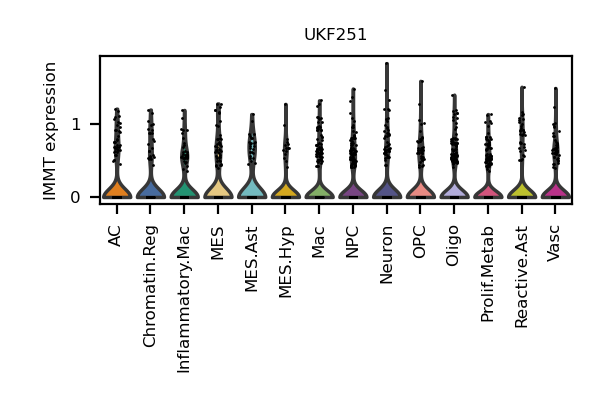 UKF251
IMMT expression
1
0
AC
Chromatin.Reg
Inflammatory.Mac
MES
MES.Ast
MES.Hyp
Mac
NPC
Neuron
OPC
Oligo
Prolif.Metab
Reactive.Ast
Vasc